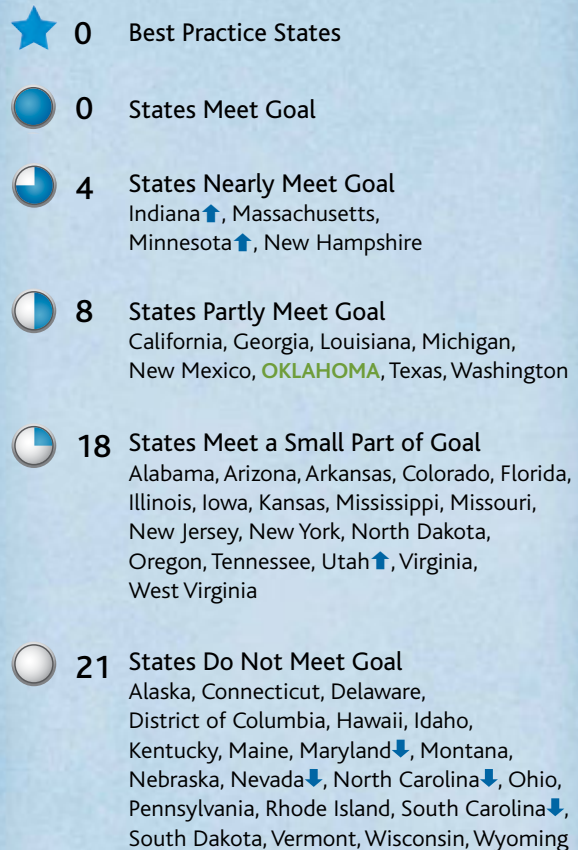 0 Best Practice States
0 States Meet Goal
4 States Nearly Meet Goal
Indiana⬆, Massachusetts,
Minnesota⬆, New Hampshire
8 States Partly Meet Goal
California, Georgia, Louisiana, Michigan,
New Mexico, OKLAHOMA, Texas, Washington
18 States Meet a Small Part of Goal
Alabama, Arizona, Arkansas, Colorado, Florida,
Illinois, Iowa, Kansas, Mississippi, Missouri,
New Jersey, New York, North Dakota,
Oregon, Tennessee, Utah⬆, Virginia,
West Virginia
21 States Do Not Meet Goal
Alaska, Connecticut, Delaware,
District of Columbia, Hawaii, Idaho,
Kentucky, Maine, Maryland⬇, Montana,
Nebraska, Nevada⬇, North Carolina⬇, Ohio,
Pennsylvania, Rhode Island, South Carolina⬇,
South Dakota, Vermont, Wisconsin, Wyoming